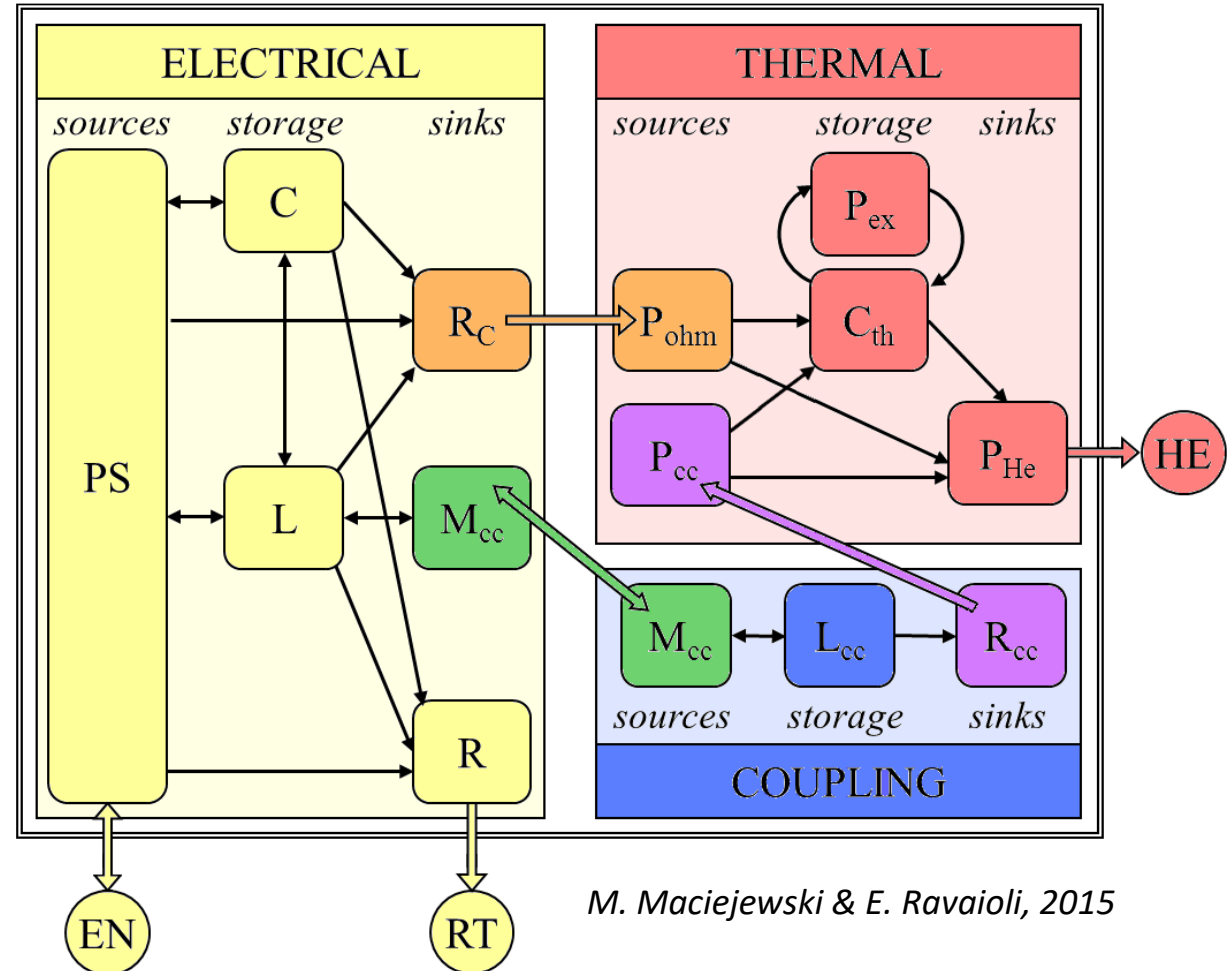 ELECTRICAL
sources storage sinks
PS
C
R_C
L
M_cc
R
THERMAL
sources storage sinks
P_ex
P_ohm
C_th
P_cc
P_He
HE
M_cc
L_cc
R_cc
sources storage sinks
COUPLING
EN
RT
M. Maciejewski & E. Ravaioli, 2015